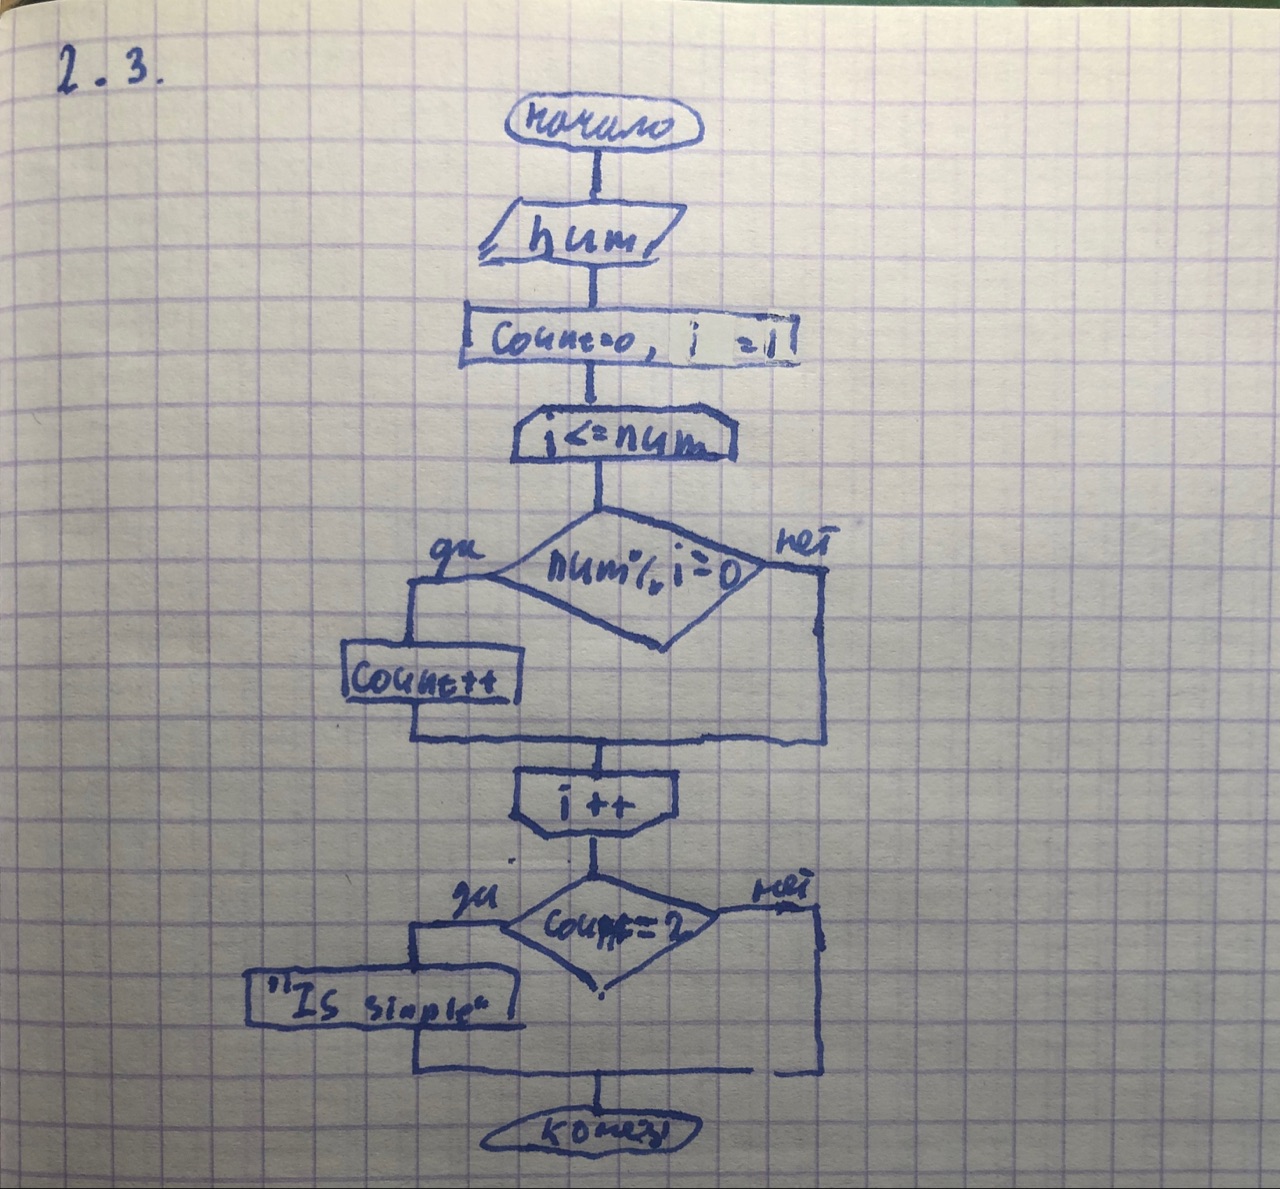 2.3.
начало
num
Count=0, i =1
i<=num
да
нет
num%i=0
Count++
i++
да
нет
Count=2
"Is simple"
конец